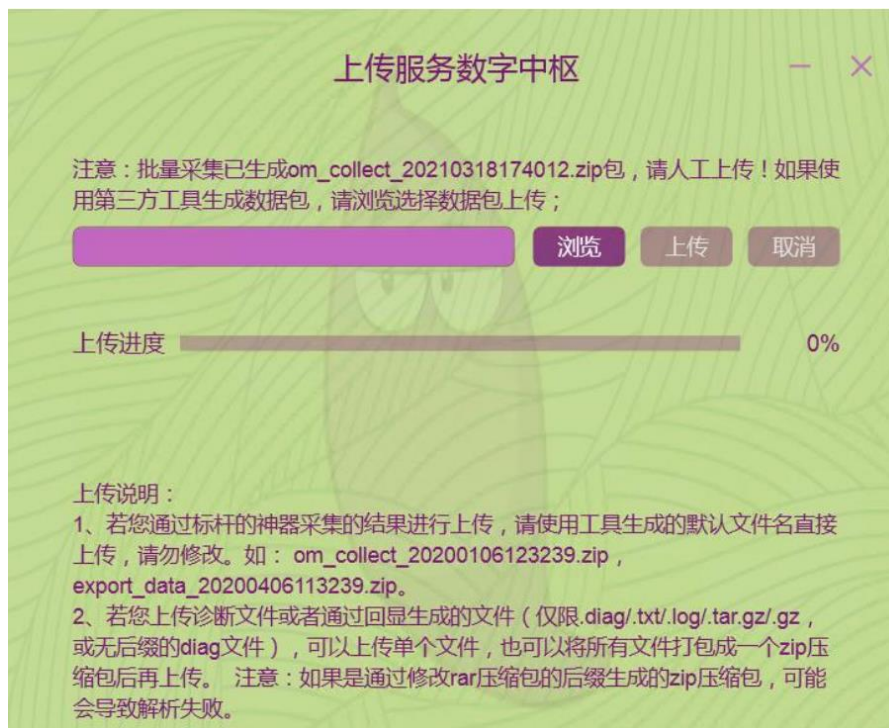 上传服务数字中枢
注意：批量采集已生成om_collect_20210318174012.zip包，请人工上传！如果使
用第三方工具生成数据包，请浏览选择数据包上传；
浏览 上传 取消
上传进度 0%
上传说明：
1、若您通过标杆的神器采集的结果进行上传，请使用工具生成的默认文件名直接
上传，请勿修改。如： om_collect_20200106123239.zip，
export_data_20200406113239.zip。
2、若您上传诊断文件或者通过回显生成的文件（仅限.diag/.txt/.log/.tar.gz/.gz，
或无后缀的diag文件），可以上传单个文件，也可以将所有文件打包成一个zip压
缩包后再上传。 注意：如果是通过修改rar压缩包的后缀生成的zip压缩包，可能
会导致解析失败。